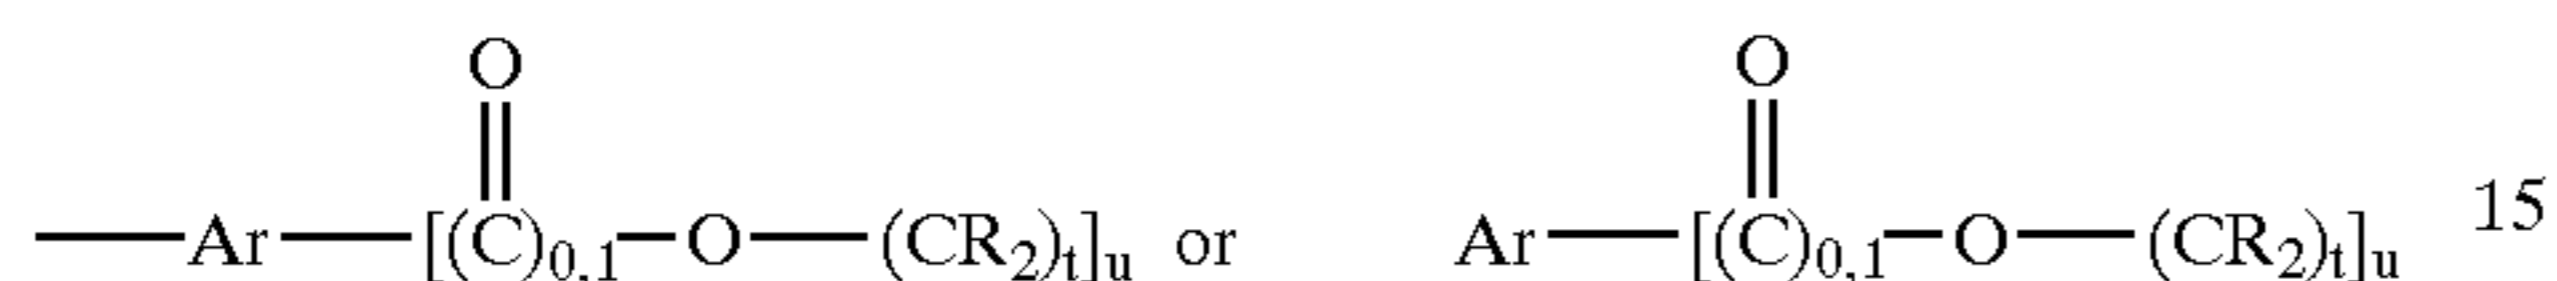 O O
—Ar—[(C)0,1—O—(CR2)t]u or Ar—[(C)0,1—O—(CR2)t]u 15